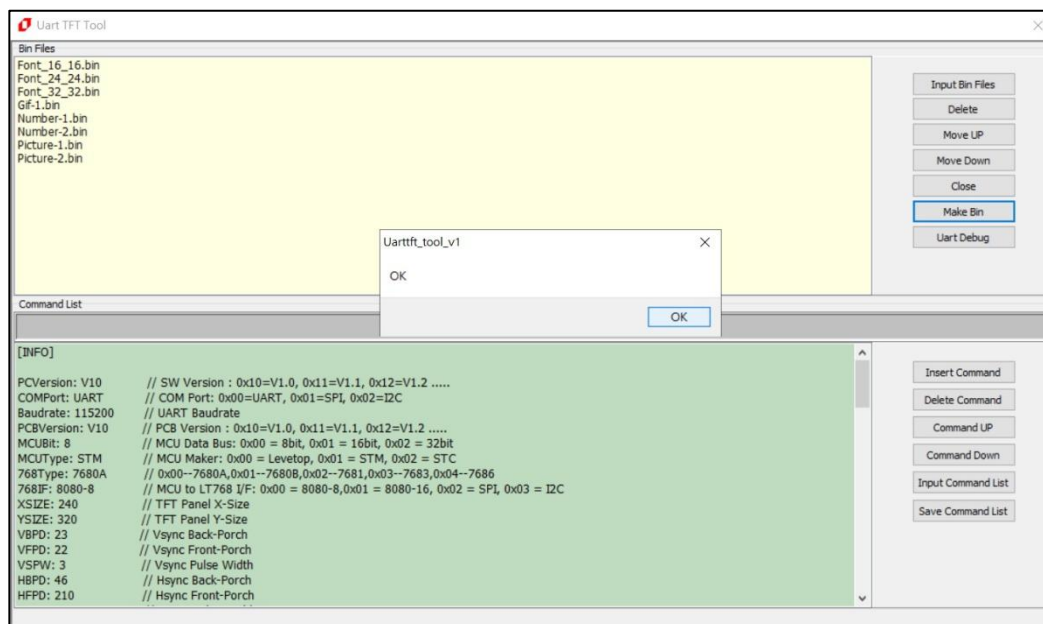 Uart TFT Tool
Bin Files
Font_16_16.bin
Font_24_24.bin
Font_32_32.bin
Gif-1.bin
Number-1.bin
Number-2.bin
Picture-1.bin
Picture-2.bin
Input Bin Files
Delete
Move UP
Move Down
Close
Make Bin
Uart Debug
Uarttft_tool_v1
OK
OK
Command List
[INFO]
PCVersion: V10 // SW Version : 0x10=V1.0, 0x11=V1.1, 0x12=V1.2 .....
COMPort: UART // COM Port: 0x00=UART, 0x01=SPI, 0x02=I2C
Baudrate: 115200 // UART Baudrate
PCBVersion: V10 // PCB Version : 0x10=V1.0, 0x11=V1.1, 0x12=V1.2 .....
MCUBit: 8 // MCU Data Bus: 0x00 = 8bit, 0x01 = 16bit, 0x02 = 32bit
MCUType: STM // MCU Maker: 0x00 = Levetop, 0x01 = STM, 0x02 = STC
768Type: 7680A // 0x00--7680A,0x01--7680B,0x02--7681,0x03--7683,0x04--7686
768IF: 8080-8 // MCU to LT768 I/F: 0x00 = 8080-8,0x01 = 8080-16, 0x02 = SPI, 0x03 = I2C
XSIZE: 240 // TFT Panel X-Size
YSIZE: 320 // TFT Panel Y-Size
VBPD: 23 // Vsync Back-Porch
VFPD: 22 // Vsync Front-Porch
VSPW: 3 // Vsync Pulse Width
HBPD: 46 // Hsync Back-Porch
HFPD: 210 // Hsync Front-Porch
Insert Command
Delete Command
Command UP
Command Down
Input Command List
Save Command List